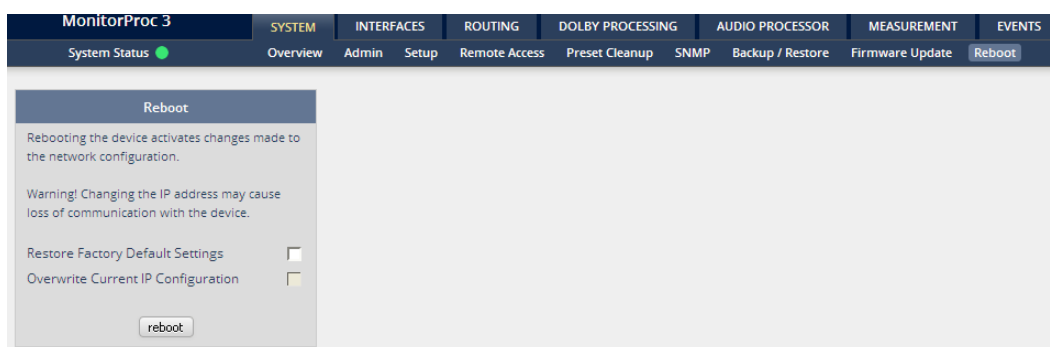 MonitorProc 3
SYSTEM INTERFACES ROUTING DOLBY PROCESSING AUDIO PROCESSOR MEASUREMENT EVENTS
System Status Overview Admin Setup Remote Access Preset Cleanup SNMP Backup / Restore Firmware Update Reboot
Reboot
Rebooting the device activates changes made to
the network configuration.
Warning! Changing the IP address may cause
loss of communication with the device.
Restore Factory Default Settings
Overwrite Current IP Configuration
reboot